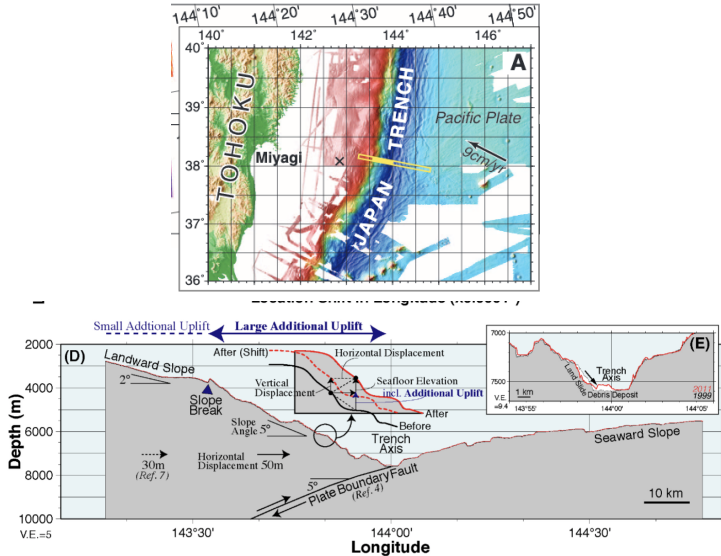 144°10' 144°20' 144°30' 144°40' 144°50'
140° 142° 144° 146°
40°
39°
38°
37°
36°
A
TOHOKU
Miyagi
JAPAN TRENCH
Pacific Plate
9cm/yr
Small Addtional Uplift
Large Additional Uplift
2000
4000
6000
8000
10000
Depth (m)
V.E.=5
(D)
Landward Slope
2°
Slope
Break
After (Shift)
Horizontal Displacement
Vertical
Displacement
Seafloor Elevation
incl. Additional Uplift
After
Before
Slope
Angle 5°
Trench
Axis
30m
(Ref. 7)
Horizontal
Displacement
50m
5°
Plate Boundary Fault
(Ref. 4)
Seaward Slope
10 km
143°30' 144°00' 144°30'
Longitude
7000
7500
(E)
Land Side
Trench
Axis
Debris Deposit
1 km
2011
1999
V.E.
=9.4
143°55' 144°00' 144°05'